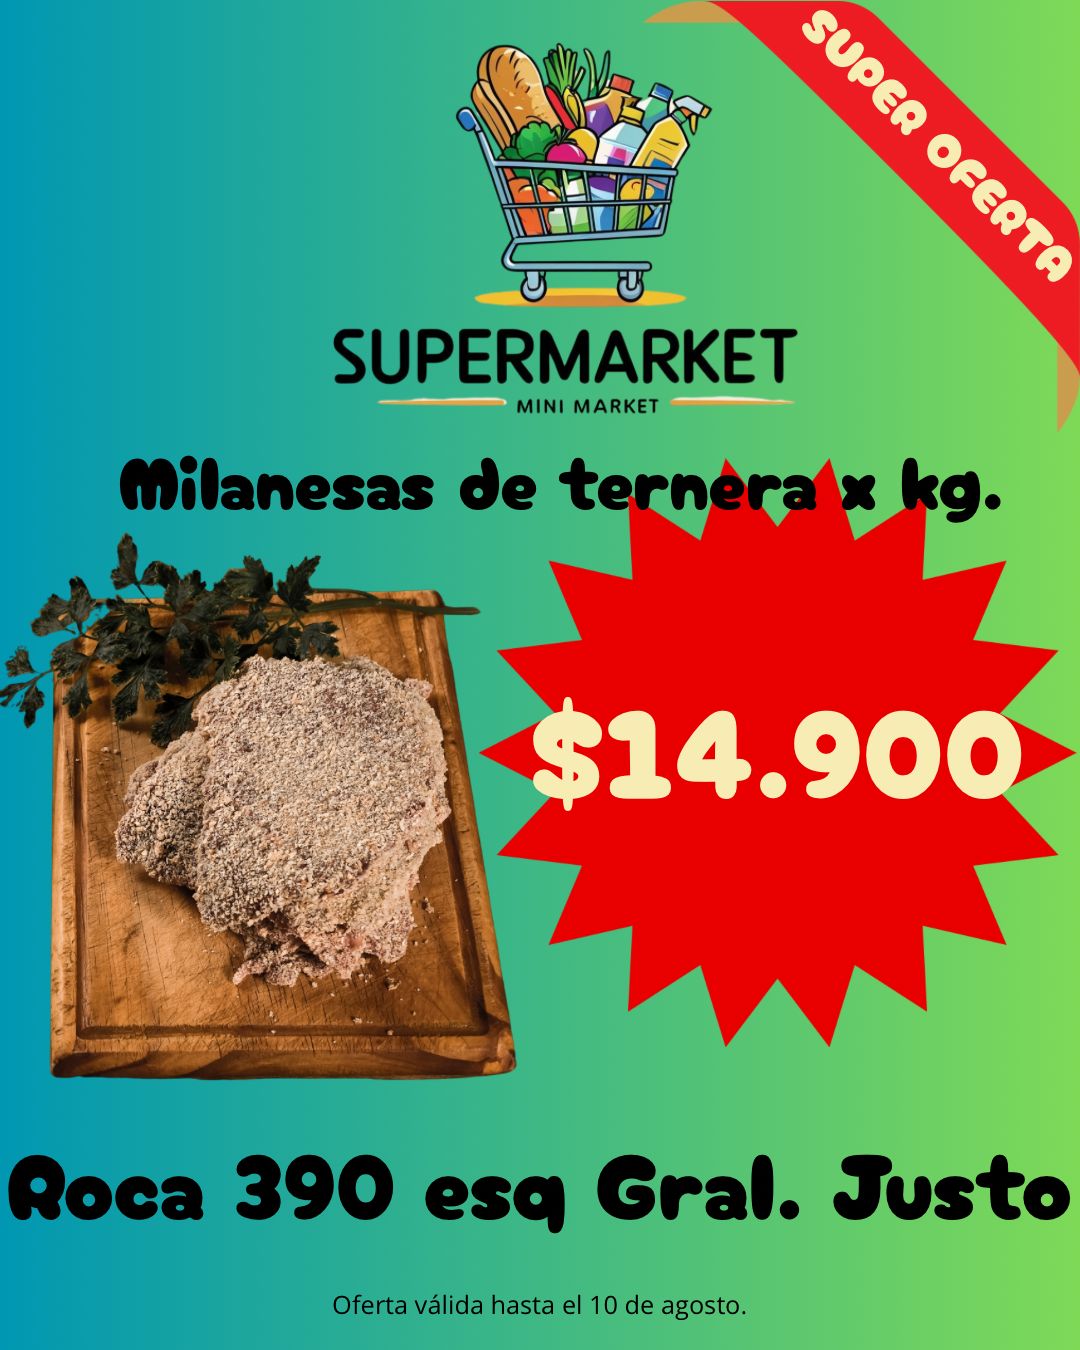 SUPER OFERTA
SUPERMARKET
MINI MARKET
Milanesas de ternera x kg.
$14.900
Roca 390 esq Gral. Justo
Oferta válida hasta el 10 de agosto.